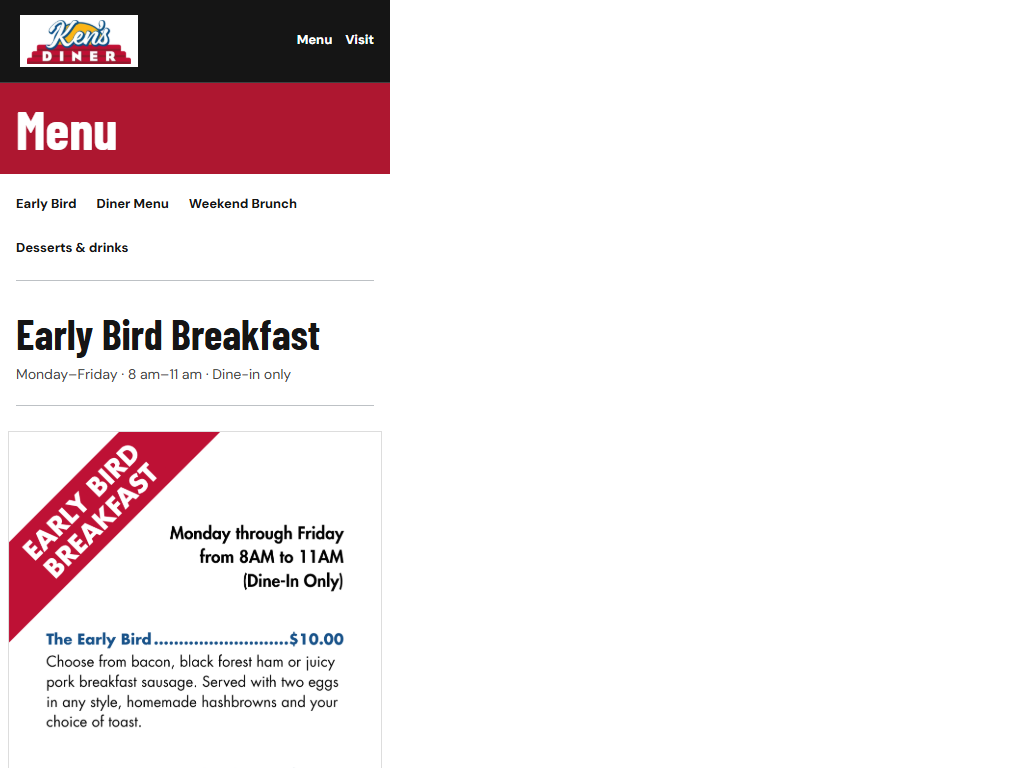 Ken's
DINER
Menu Visit
Menu
Early Bird Diner Menu Weekend Brunch
Desserts & drinks
Early Bird Breakfast
Monday–Friday · 8 am–11 am · Dine-in only
EARLY BIRD
BREAKFAST
Monday through Friday
from 8AM to 11AM
(Dine-In Only)
The Early Bird...........................$10.00
Choose from bacon, black forest ham or juicy
pork breakfast sausage. Served with two eggs
in any style, homemade hashbrowns and your
choice of toast.